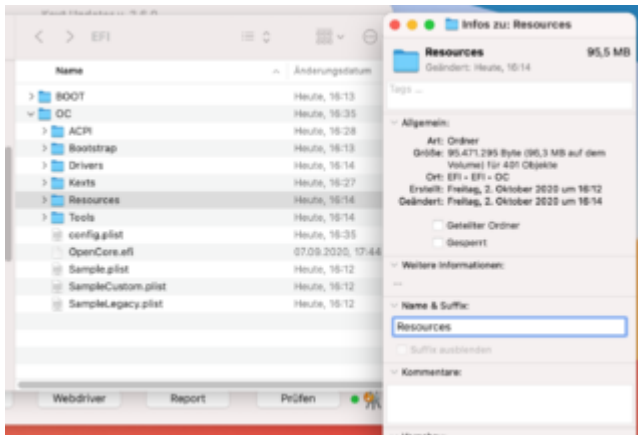 Infos zu: Resources
EFI
Name
Änderungsdatum
BOOT
Heute, 16:13
OC
Heute, 16:35
ACPI
Heute, 16:28
Bootstrap
Heute, 16:13
Drivers
Heute, 16:14
Kexts
Heute, 16:27
Resources
Heute, 16:14
Tools
Heute, 16:14
config.plist
Heute, 16:35
OpenCore.efi
07.09.2020, 17:44
Sample.plist
Heute, 16:12
SampleCustom.plist
Heute, 16:12
SampleLegacy.plist
Heute, 16:12
Webdriver
Report
Prüfen
Resources
95,5 MB
Geändert: Heute, 16:14
Tags ...
Allgemein:
Art: Ordner
Größe: 95.471.295 Byte (96,3 MB auf dem
Volume) für 401 Objekte
Ort: EFI • EFI • OC
Erstellt: Freitag, 2. Oktober 2020 um 16:12
Geändert: Freitag, 2. Oktober 2020 um 16:14
Geteilter Ordner
Gesperrt
Weitere Informationen:
--
Name & Suffix:
Resources
Suffix ausblenden
Kommentare: